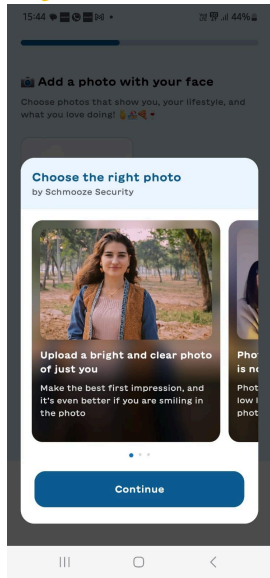 15:44
44%
Add a photo with your face
Choose photos that show you, your lifestyle, and
what you love doing!
Choose the right photo
by Schmooze Security
Upload a bright and clear photo
of just you
Make the best first impression, and
it's even better if you are smiling in
the photo
is
low
Continue